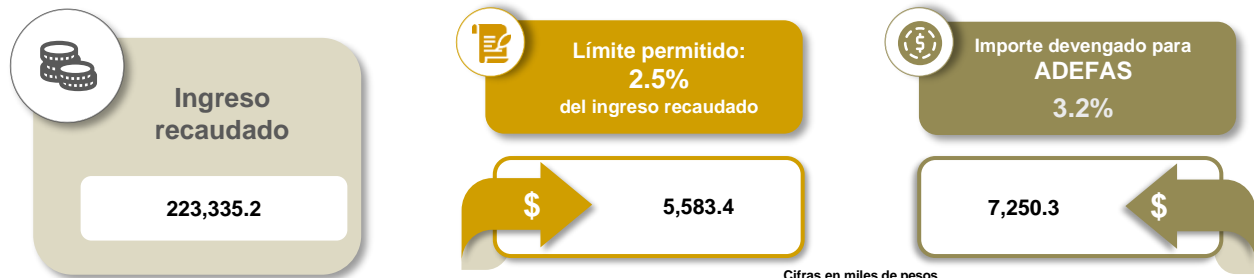 Ingreso
recaudado
223,335.2
Límite permitido:
2.5%
del ingreso recaudado
$
5,583.4
Importe devengado para
ADEFAS
3.2%
7,250.3
$
Cifras en miles de pesos